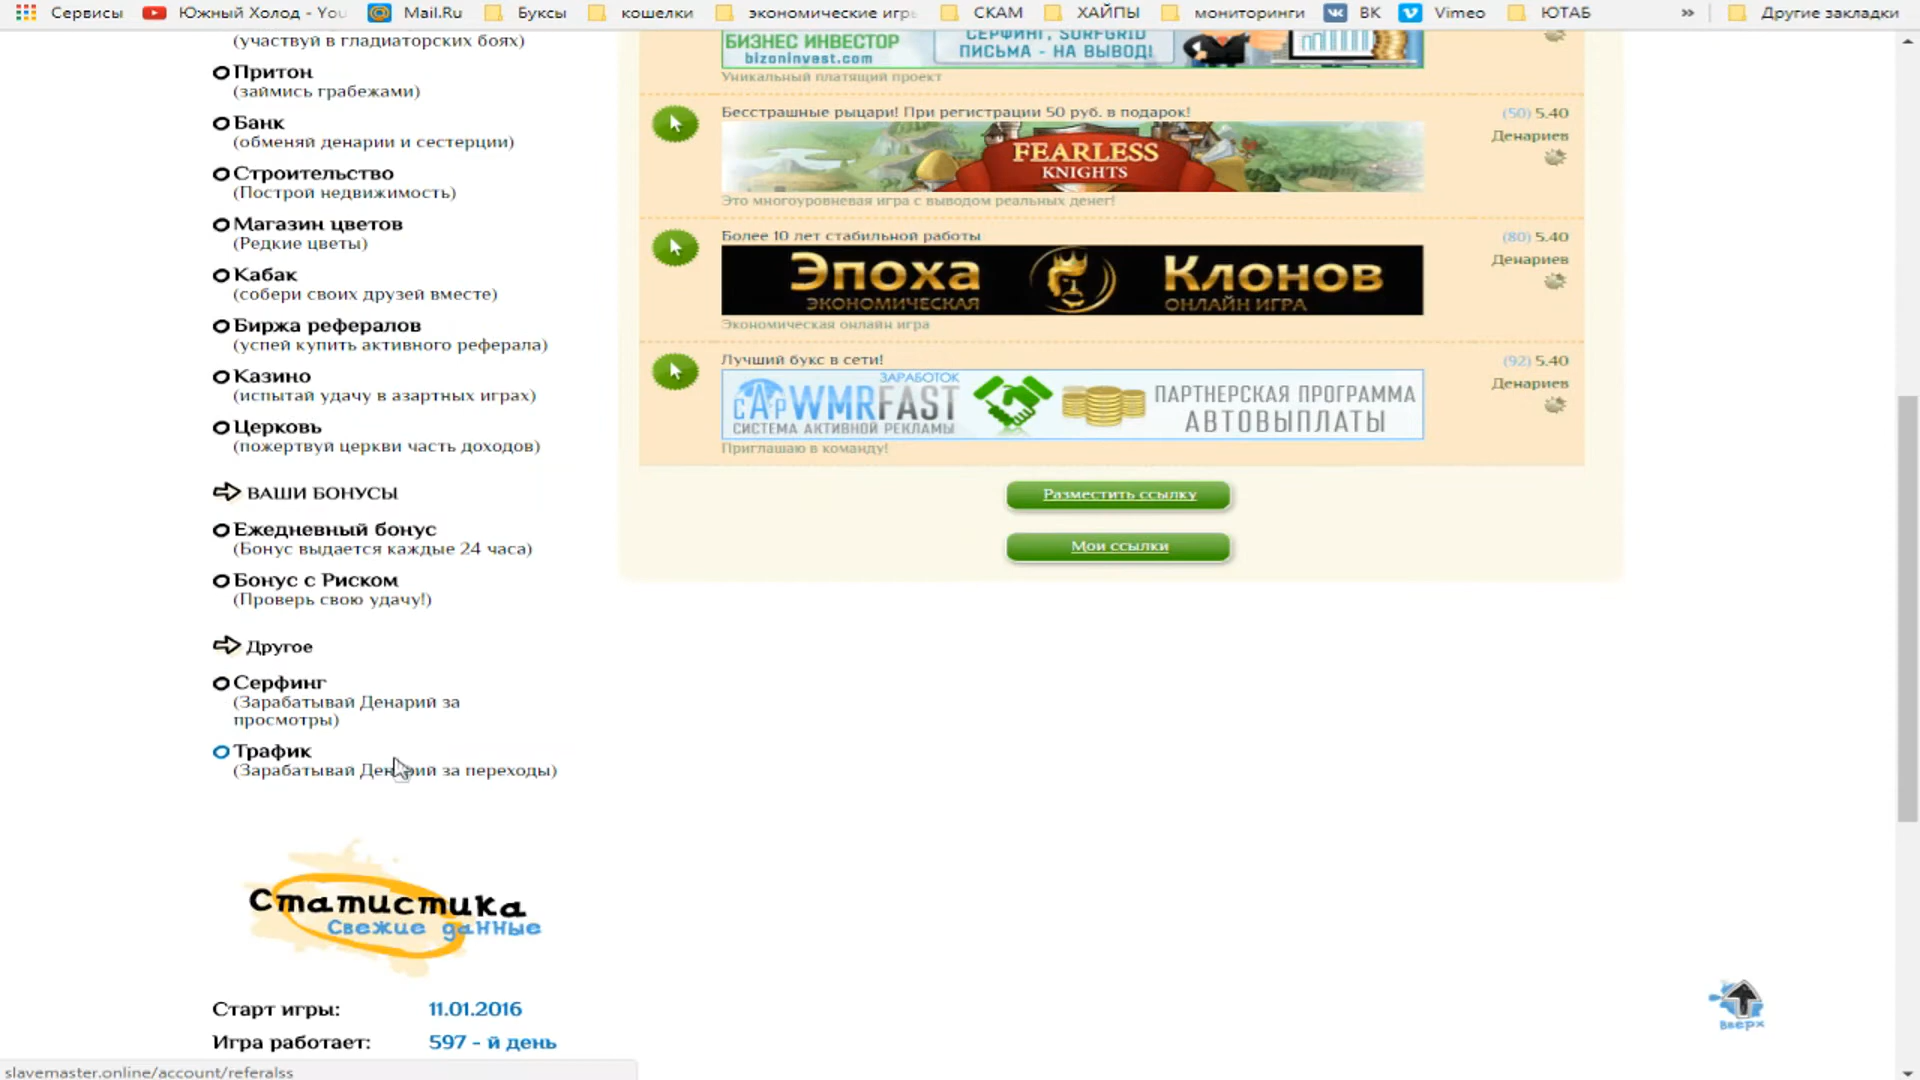 Сервисы
Южный Холод - You
Mail.Ru
Буксы
кошелки
экономические игры
СКАМ
ХАЙПЫ
мониторинги
ВК
Vimeo
ЮТАБ
»
Другие закладки
(участвуй в гладиаторских боях)
Притон
(займись грабежами)
Банк
(обменяй денарии и сестерции)
Строительство
(Построй недвижимость)
Магазин цветов
(Редкие цветы)
Кабак
(собери своих друзей вместе)
Биржа рефералов
(успей купить активного реферала)
Казино
(испытай удачу в азартных играх)
Церковь
(пожертвуй церкви часть доходов)
ВАШИ БОНУСЫ
Ежедневный бонус
(Бонус выдается каждые 24 часа)
Бонус с Риском
(Проверь свою удачу!)
Другое
Серфинг
(Зарабатывай Денарий за
просмотры)
Трафик
(Зарабатывай Денарий за переходы)
Статистика
Свежие данные
Старт игры: 11.01.2016
Игра работает: 597 - й день
БИЗНЕС ИНВЕСТОР
bizoninvest.com
СЕРФИНГ, SURFGRID
ПИСЬМА - НА ВЫВОД!
Уникальный платящий проект
Бесстрашные рыцари! При регистрации 50 руб. в подарок!
FEARLESS
KNIGHTS
Это многоуровневая игра с выводом реальных денег!
(50) 5.40
Денариев
Более 10 лет стабильной работы
Эпоха Клонов
ЭКОНОМИЧЕСКАЯ ОНЛАЙН ИГРА
Экономическая онлайн игра
(80) 5.40
Денариев
Лучший букс в сети!
ЗАРАБОТОК
сАр WMRFAST
СИСТЕМА АКТИВНОЙ РЕКЛАМЫ
ПАРТНЕРСКАЯ ПРОГРАММА
АВТОВЫПЛАТЫ
Приглашаю в команду!
(92) 5.40
Денариев
Разместить ссылку
Мои ссылки
Вверх
slavemaster.online/account/referalss